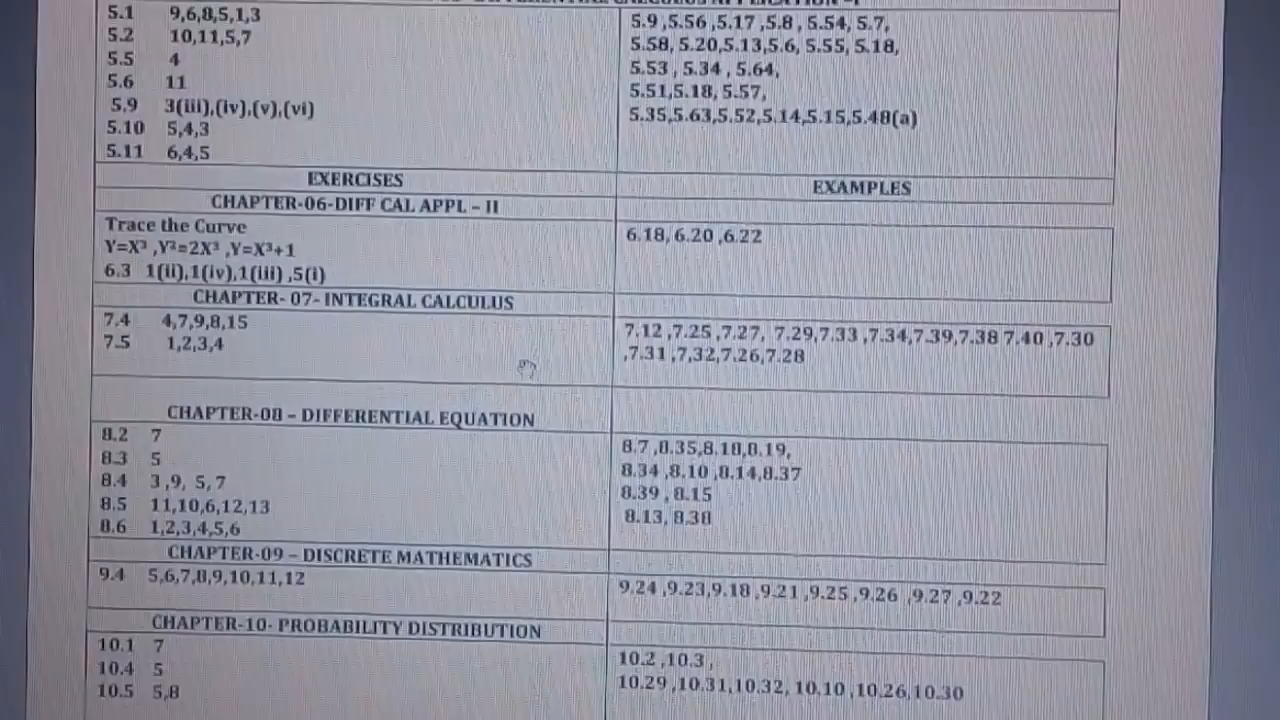 5.1 9,6,8,5,1,3
5.2 10,11,5,7
5.5 4
5.6 11
5.9 3(iii),(iv),(v),(vi)
5.10 5,4,3
5.11 6,4,5
5.9 ,5.56 ,5.17 ,5.8 , 5.54, 5.7,
5.58, 5.20,5.13,5.6, 5.55, 5.18,
5.53 , 5.34 , 5.64,
5.51,5.18, 5.57,
5.35,5.63,5.52,5.14,5.15,5.48(a)
EXERCISES
EXAMPLES
CHAPTER-06-DIFF CAL APPL – II
Trace the Curve
Y=X³ ,Y²=2X³ ,Y=X³+1
6.3 1(ii),1(iv),1(iii) ,5(i)
6.18, 6.20 ,6.22
CHAPTER- 07- INTEGRAL CALCULUS
7.4 4,7,9,8,15
7.5 1,2,3,4
7.12 ,7.25 ,7.27, 7.29,7.33 ,7.34,7.39,7.38 7.40 ,7.30
,7.31 ,7,32,7.26,7.28
CHAPTER-08 – DIFFERENTIAL EQUATION
8.2 7
8.3 5
8.4 3 ,9, 5, 7
8.5 11,10,6,12,13
8.6 1,2,3,4,5,6
8.7 ,8.35,8.18,8.19,
8.34 ,8.10 ,8.14,8.37
8.39 , 8.15
8.13, 8.38
CHAPTER-09 – DISCRETE MATHEMATICS
9.4 5,6,7,8,9,10,11,12
9.24 ,9.23,9.18 ,9.21 ,9.25 ,9.26 ,9.27 ,9.22
CHAPTER-10- PROBABILITY DISTRIBUTION
10.1 7
10.4 5
10.5 5,8
10.2 ,10.3 ,
10.29 ,10.31,10.32, 10.10 ,10.26,10.30